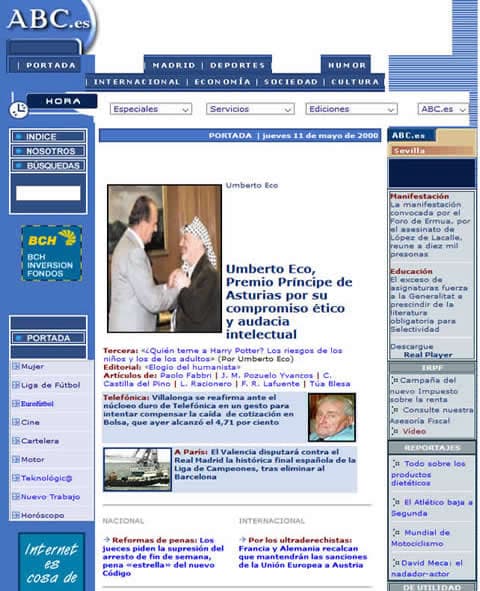 ABC.es
| PORTADA
| MADRID | DEPORTES |
HUMOR
| INTERNACIONAL | ECONOMÍA | SOCIEDAD | CULTURA
HORA
Especiales
Servicios
Ediciones
ABC.es
INDICE
NOSOTROS
BÚSQUEDAS
BCH
BCH
INVERSION
FONDOS
PORTADA
Mujer
Liga de Fútbol
Eurofútbol
Cine
Cartelera
Motor
Teknológic@
Nuevo Trabajo
Horóscopo
Internet
es
cosa de
PORTADA | jueves 11 de mayo de 2000
Umberto Eco
Umberto Eco,
Premio Príncipe de
Asturias por su
compromiso ético
y audacia
intelectual
Tercera: «¿Quién teme a Harry Potter? Los riesgos de los
niños y los de los adultos» (Por Umberto Eco)
Editorial: «Elogio del humanista»
Artículos de: Paolo Fabbri | J. M. Pozuelo Yvancos | C.
Castilla del Pino | L. Racionero | F. R. Lafuente | Túa Blesa
Telefónica: Villalonga se reafirma ante el
núcloeo duro de Telefónica en un gesto para
intentar compensar la caída de cotización en
Bolsa, que ayer alcanzó el 4,71 por ciento
A París: El Valencia disputará contra el
Real Madrid la histórica final española de la
Liga de Campeones, tras eliminar al
Barcelona
NACIONAL
Reformas de penas: Los
jueces piden la supresión del
arresto de fin de semana,
pena «estrella» del nuevo
Código
INTERNACIONAL
Por los ultraderechistas:
Francia y Alemania recalcan
que mantendrán las sanciones
de la Unión Europea a Austria
ABC.es
Sevilla
Manifestación
La manifestación
convocada por el
Foro de Ermua, por
el asesinato de
López de Lacalle,
reune a diez mil
presonas
Educación
El exceso de
asignaturas fuerza
a la Generalitat a
prescindir de la
literatura
obligatoria para
Selectividad
Descargue
Real Player
IRPF
Campaña del
nuevo Impuesto
sobre la renta
Consulte nuestra
Asesoría Fiscal
Vídeo
REPORTAJES
Todo sobre los
productos
dietéticos
El Atlético baja a
Segunda
Mundial de
Motociclismo
David Meca: el
nadador-actor
DE UTILIDAD